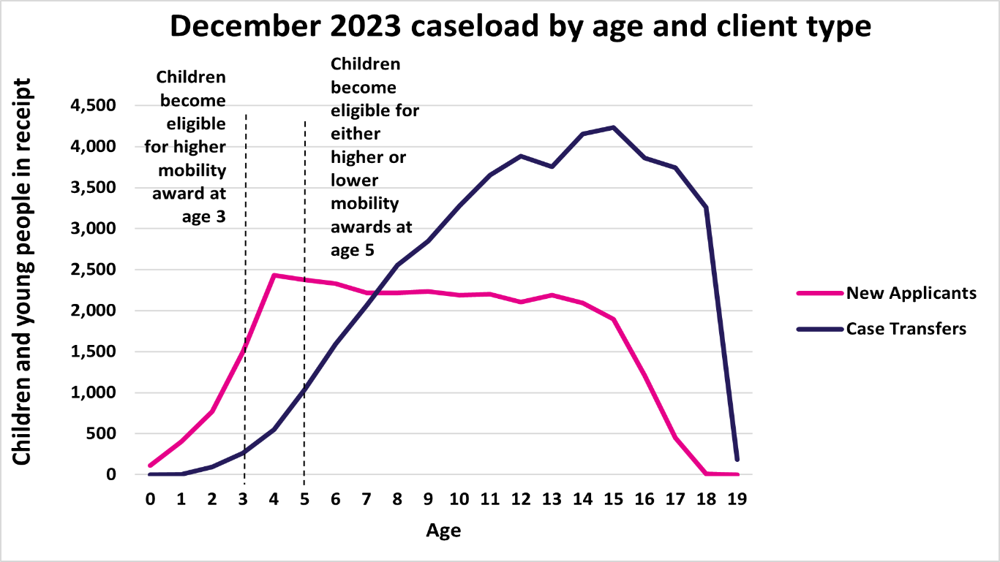 December 2023 caseload by age and client type
Children and young people in receipt
4,500
4,000
3,500
3,000
2,500
2,000
1,500
1,000
500
0
Children
become
eligible
for higher
mobility
award at
age 3
Children
become
eligible for
either
higher or
lower
mobility
awards at
age 5
0 1 2 3 4 5 6 7 8 9 10 11 12 13 14 15 16 17 18 19
Age
New Applicants
Case Transfers